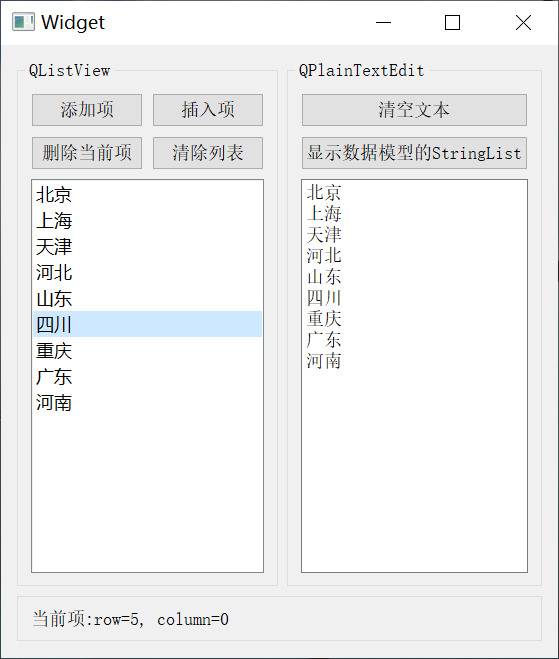 Widget
QListView
添加项 插入项
删除当前项 清除列表
北京
上海
天津
河北
山东
四川
重庆
广东
河南
QPlainTextEdit
清空文本
显示数据模型的StringList
北京
上海
天津
河北
山东
四川
重庆
广东
河南
当前项:row=5, column=0